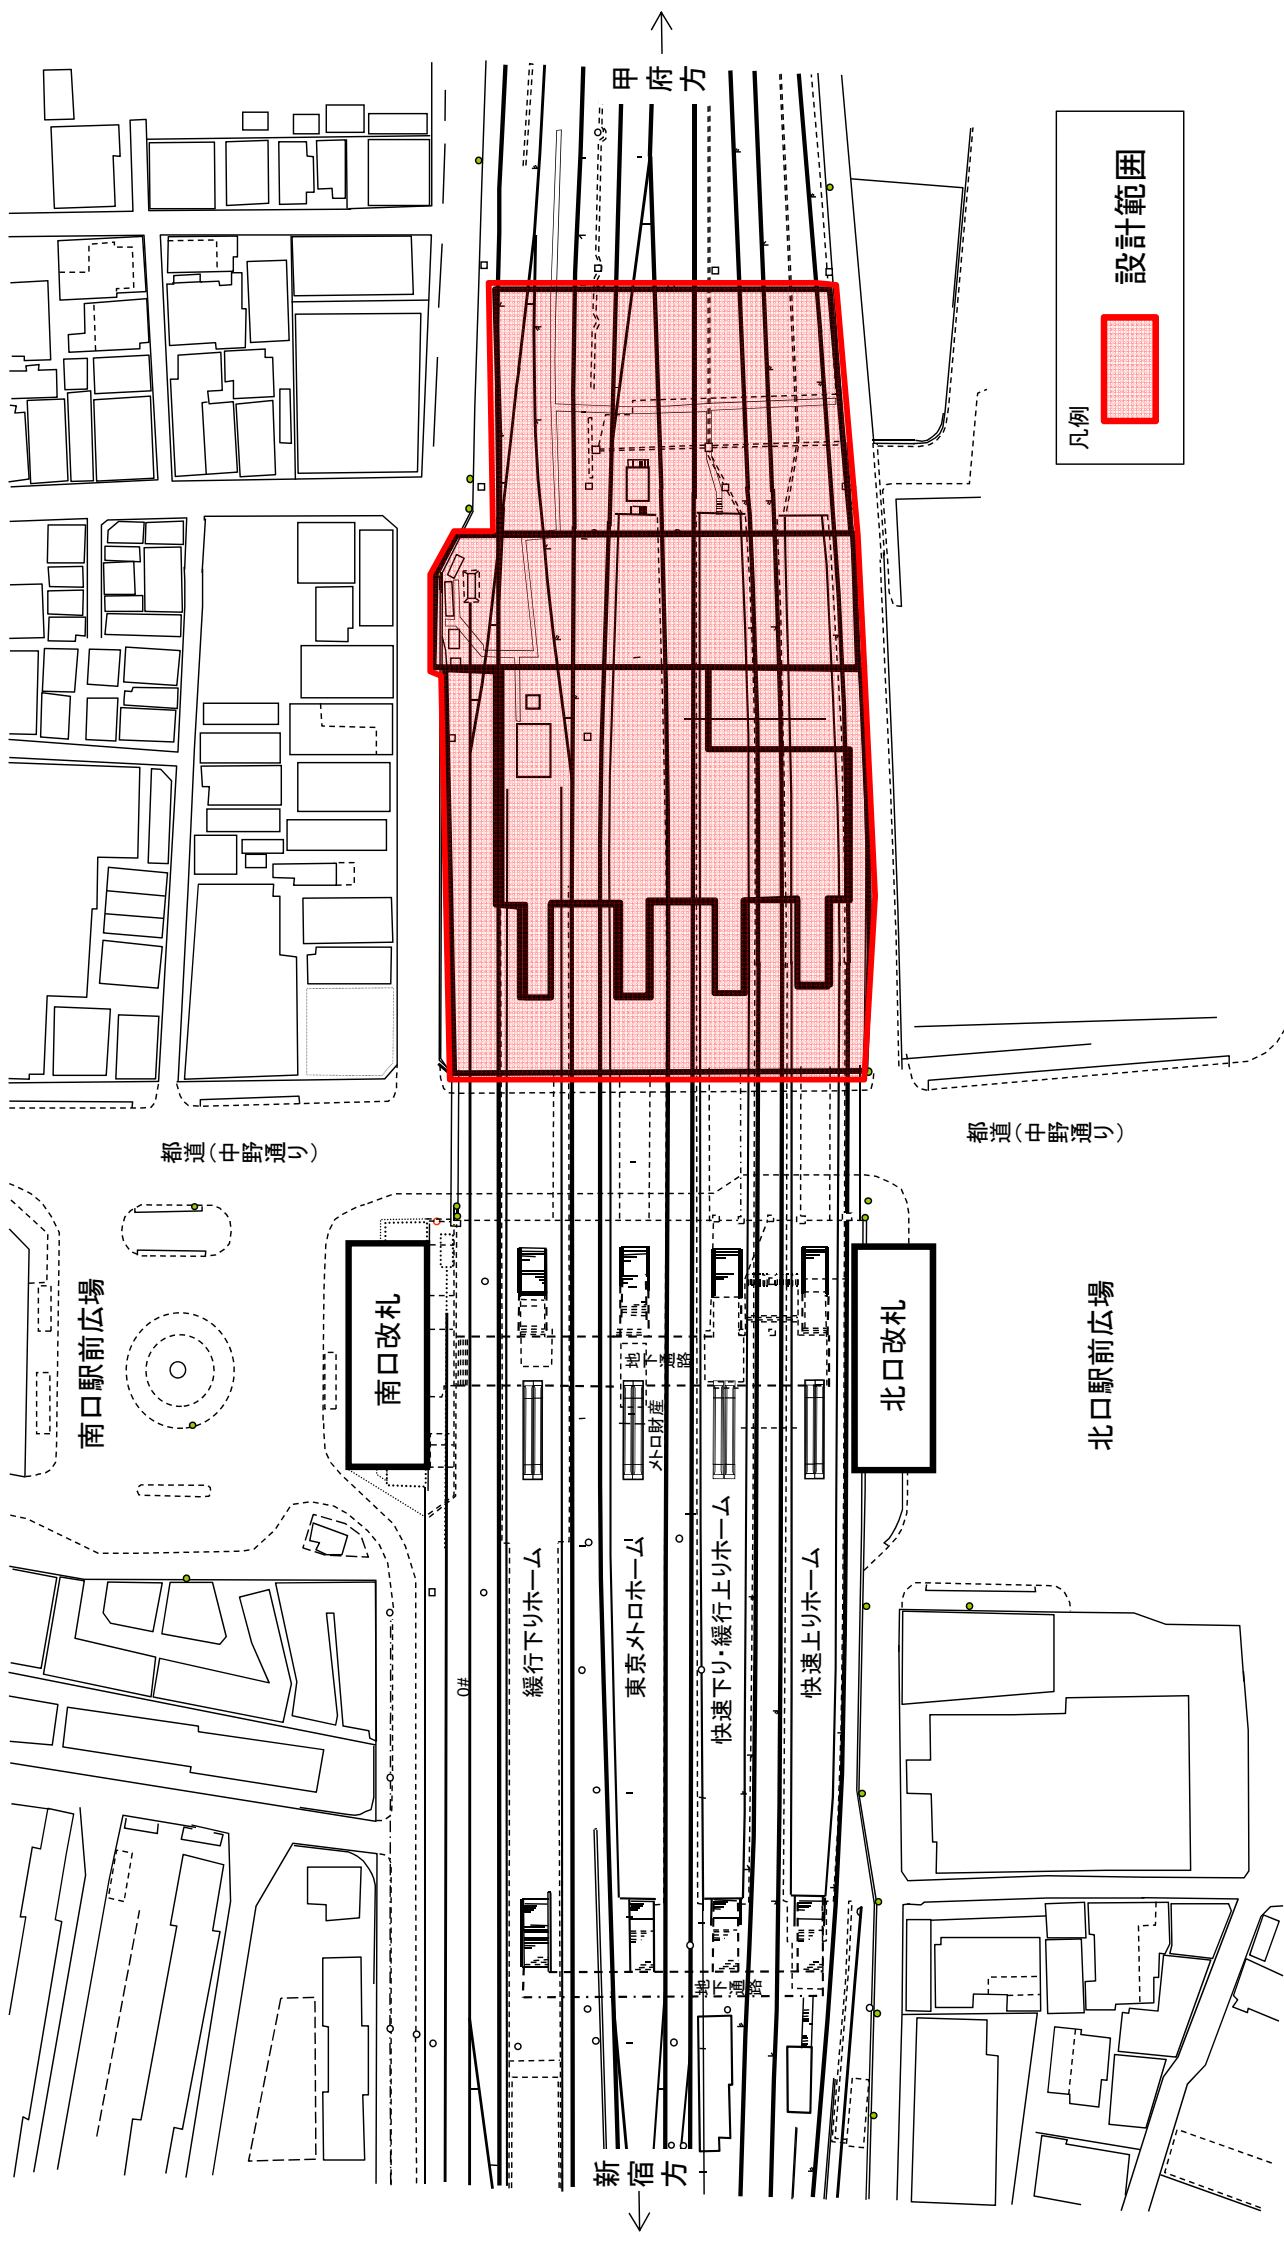 甲府方
設計範囲
凡例
都道(中野通り)
都道(中野通り)
南口駅前広場
南口改札
地下通路
メトロ財産
北口改札
北口駅前広場
0#
緩行下りホーム
東京メトロホーム
快速下り・緩行上りホーム
快速上りホーム
地下通路
新宿方